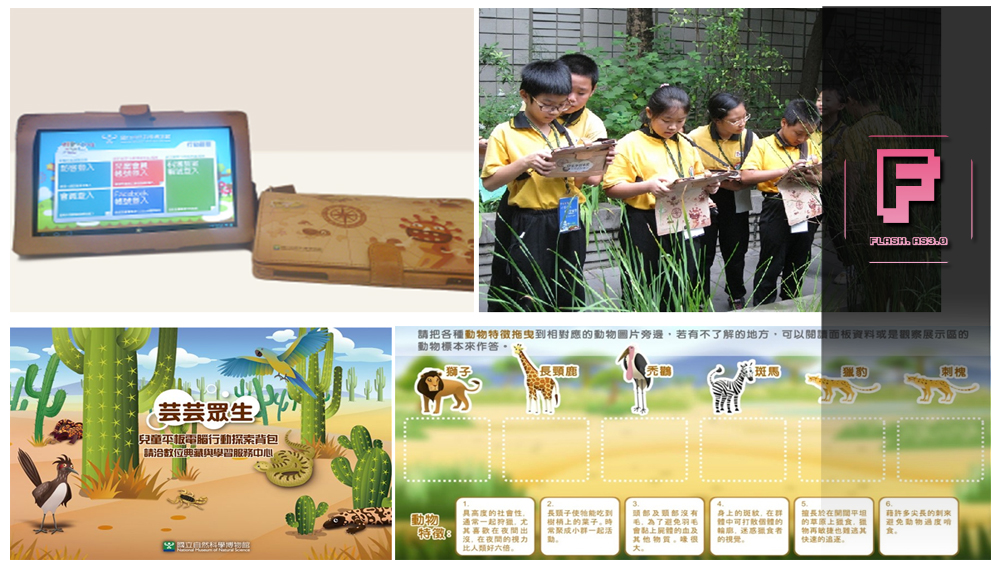 會員登入
Facebook
帳號登入
FLASH. AS3.0
芸芸眾生
兒童平板電腦行動探索背包
請洽數位典藏與學習服務中心
國立自然科學博物館
National Museum of Natural Science
請把各種動物特徵拖曳到相對應的動物圖片旁邊，若有不了解的地方，可以閱讀面板資料或是觀察展示區的
動物標本來作答。
獅子
長頸鹿
禿鸛
斑馬
獵豹
刺槐
動物
特徵:
1.
具高度的社會性，
通常一起狩獵，尤
其喜歡在夜間出
沒，在夜間的視力
比人類好六倍。
2.
長頸子使牠能吃到
樹梢上的葉子，時
常聚成小群一起活
動。
3.
頭部及頸部沒有
毛，為了避免羽毛
會黏上屍體的血及
其他物質。喙很
大。
4.
身上的斑紋，在群
體中可打散個體的
輪廓，迷惑獵食者
的視覺。
5.
擅長於在開闊平坦
的草原上獵食，獵
物再敏捷也難逃其
快速的追逐。
6.
藉許多尖長的刺來
避免動物過度啃
食。